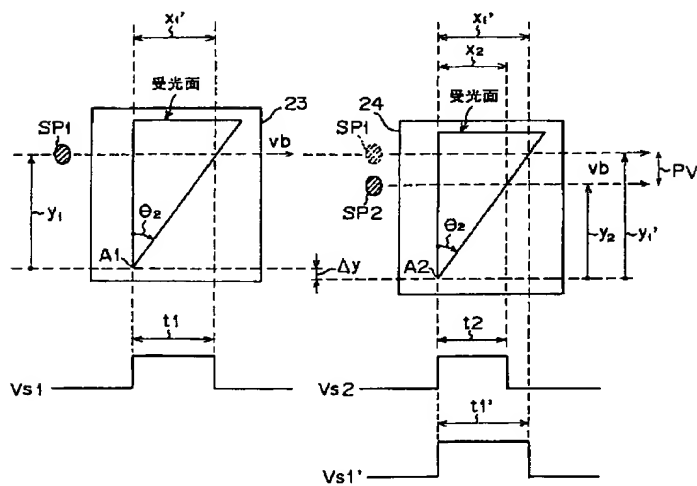 x₁' x₁'
x₂
受光面 受光面
23 24
SP1 vb SP1
vb PV
SP2
y₁ θ₂ θ₂ y₂ y₁'
A1 Δy A2
t1 t2
Vs1 Vs2
t1'
Vs1'